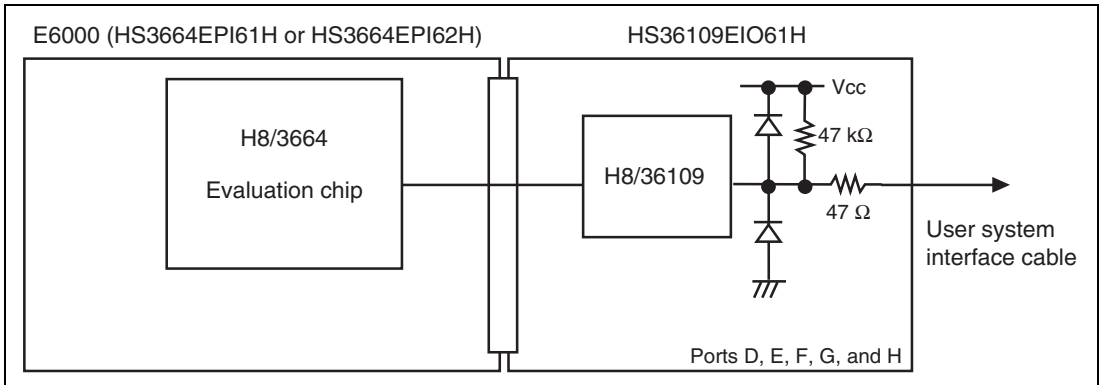 E6000 (HS3664EPI61H or HS3664EPI62H)
HS36109EIO61H
Vcc
H8/3664
Evaluation chip
47 kΩ
H8/36109
47 Ω
User system
interface cable
Ports D, E, F, G, and H